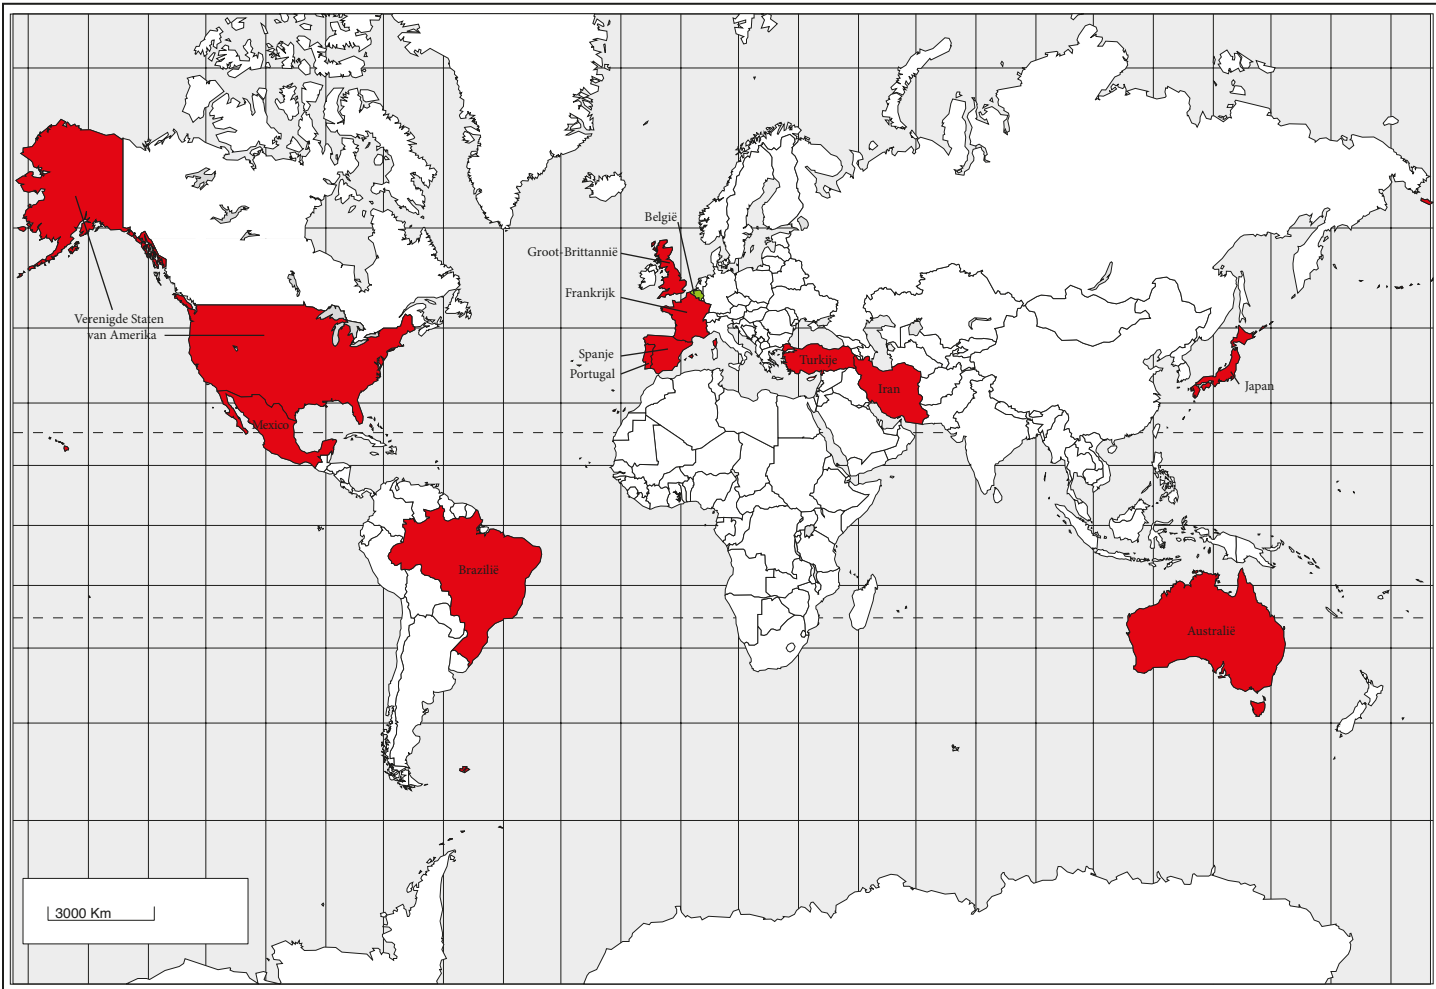 België
Groot-Brittannië
Frankrijk
Verenigde Staten
van Amerika
Spanje
Portugal
Turkije
Iran
Japan
Mexico
Brazilië
Australië
3000 Km